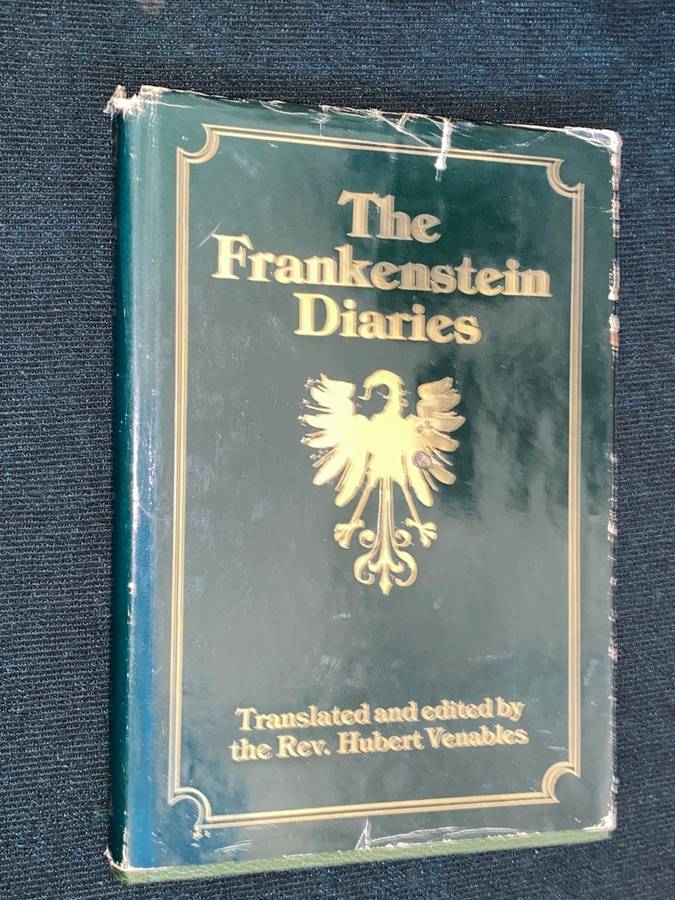 The
Frankenstein
Diaries
Translated and edited by
the Rev. Hubert Venables